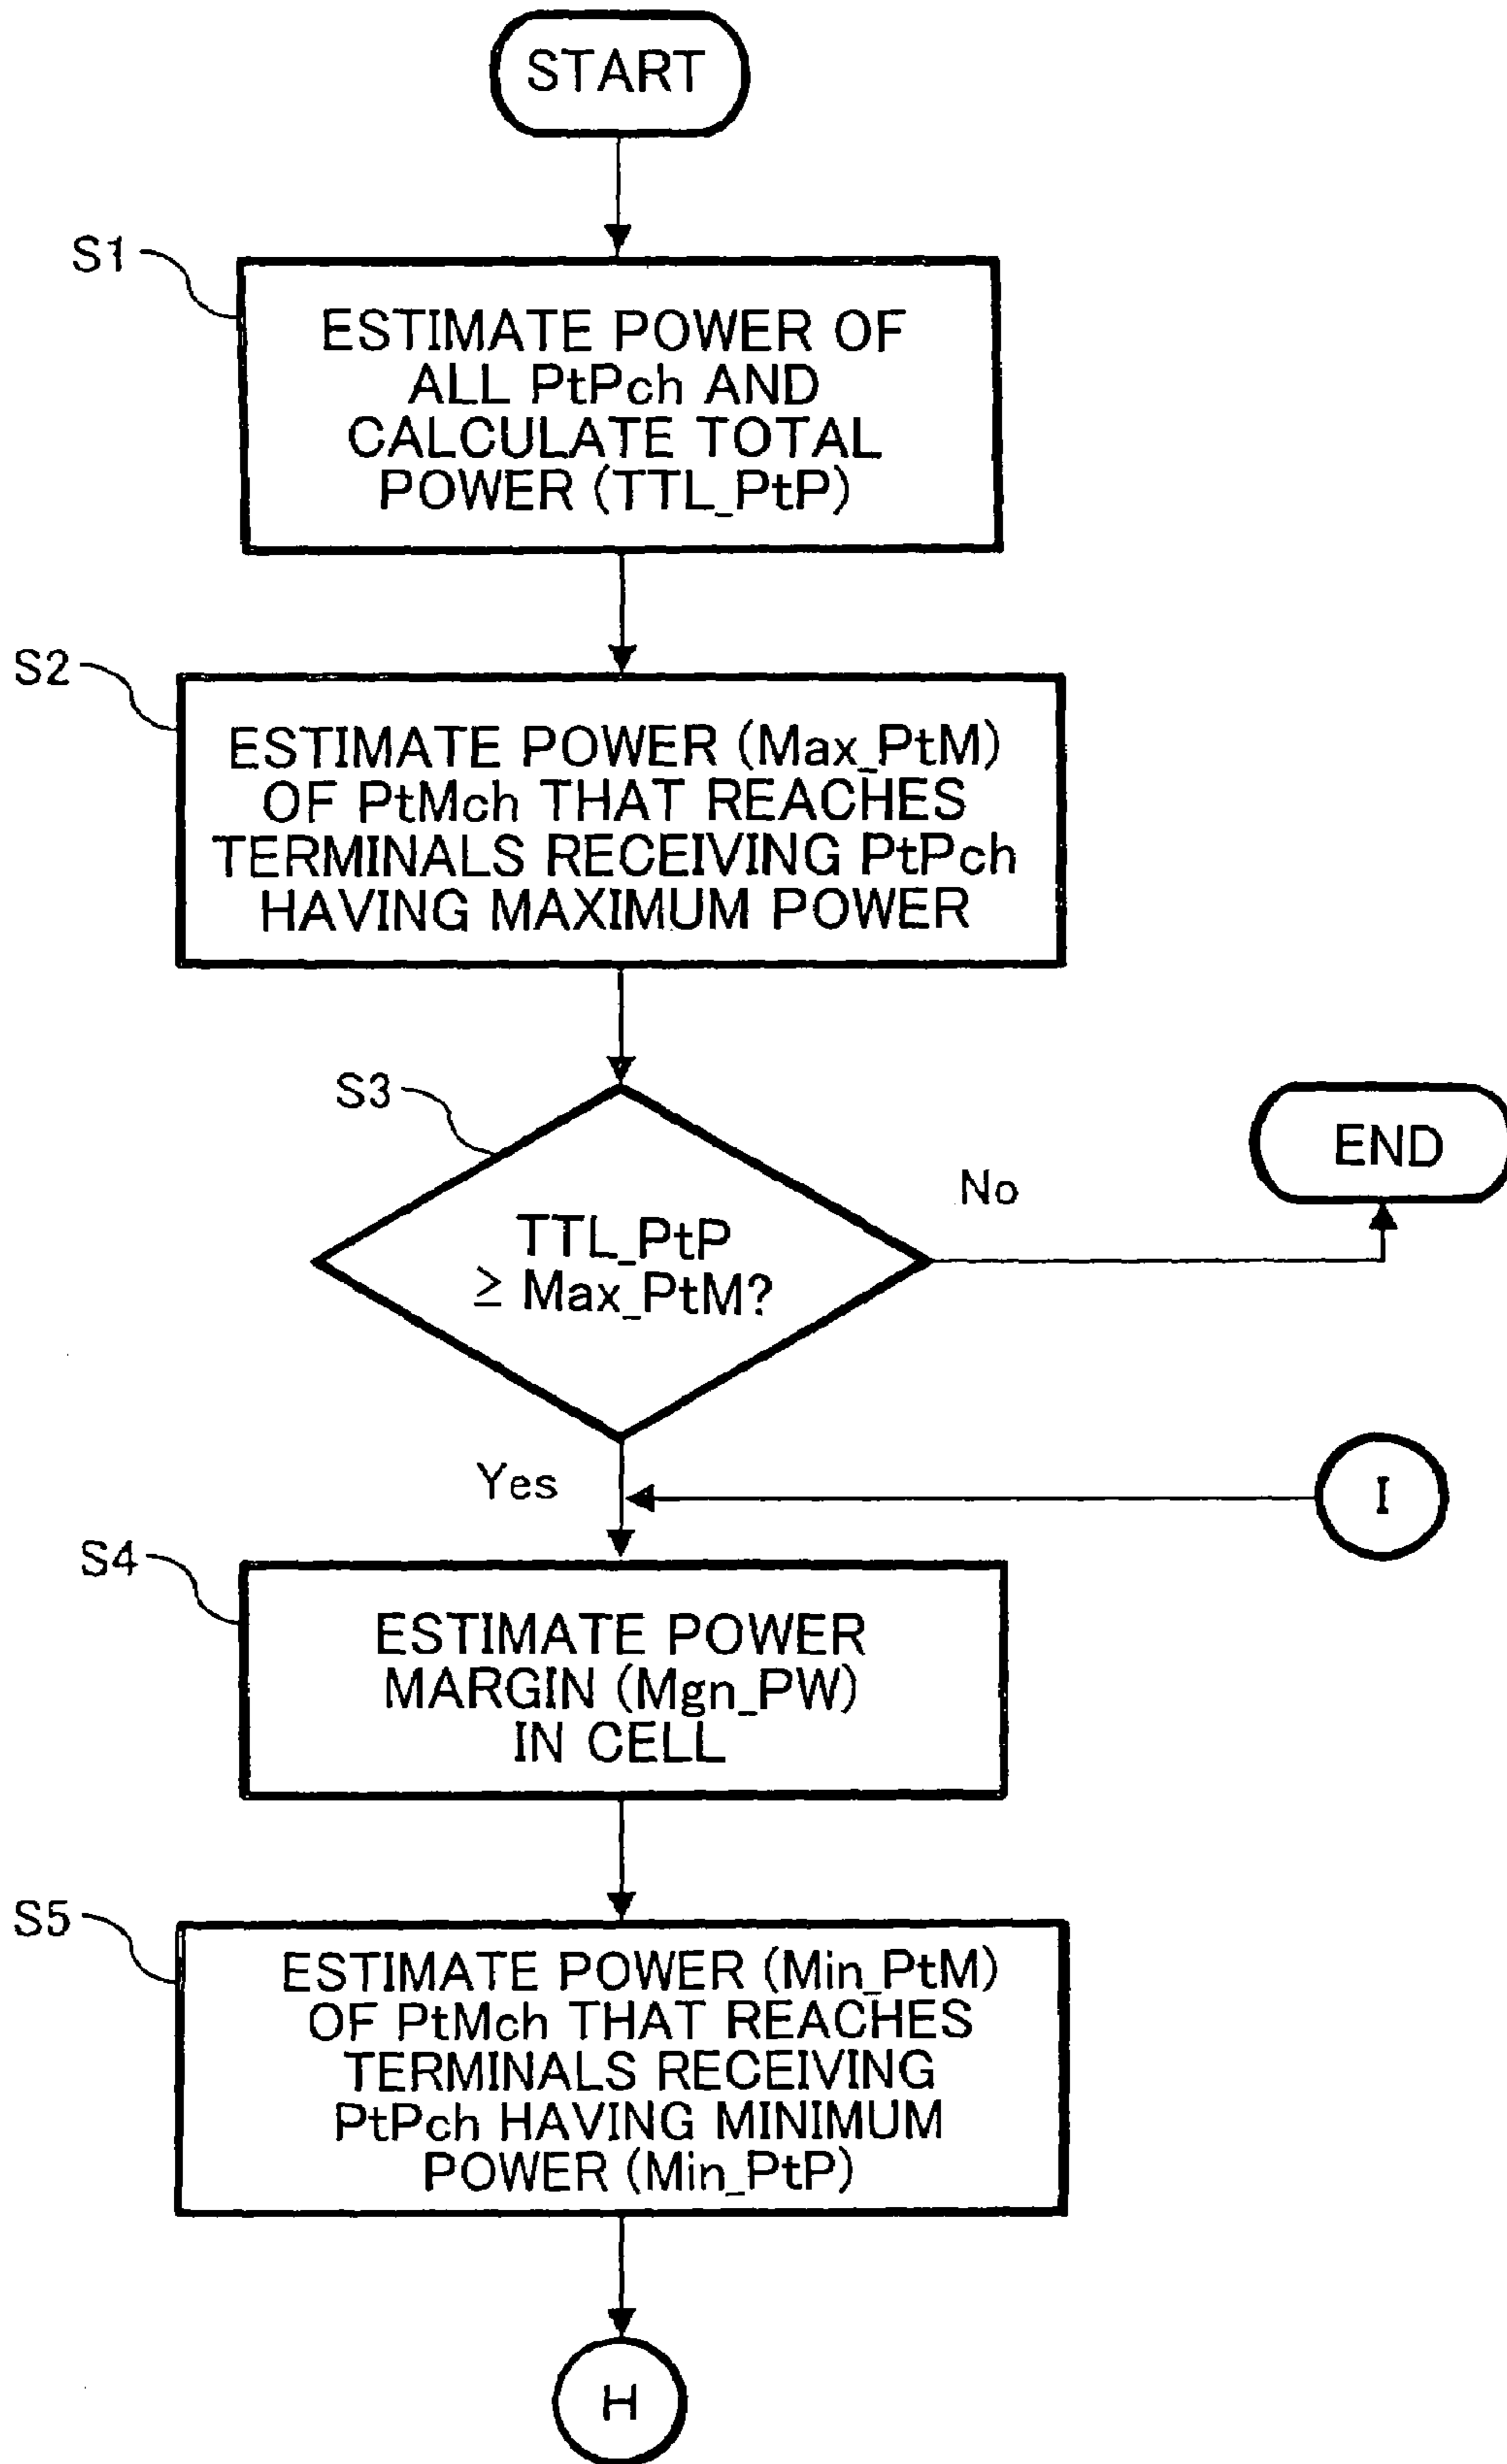 START
S1
ESTIMATE POWER OF
ALL PtPch AND
CALCULATE TOTAL
POWER (TTL_PtP)
S2
ESTIMATE POWER (Max_PtM)
OF PtMch THAT REACHES
TERMINALS RECEIVING PtPch
HAVING MAXIMUM POWER
S3
TTL_PtP
≥ Max_PtM?
No
END
Yes
I
S4
ESTIMATE POWER
MARGIN (Mgn_PW)
IN CELL
S5
ESTIMATE POWER (Min_PtM)
OF PtMch THAT REACHES
TERMINALS RECEIVING
PtPch HAVING MINIMUM
POWER (Min_PtP)
H